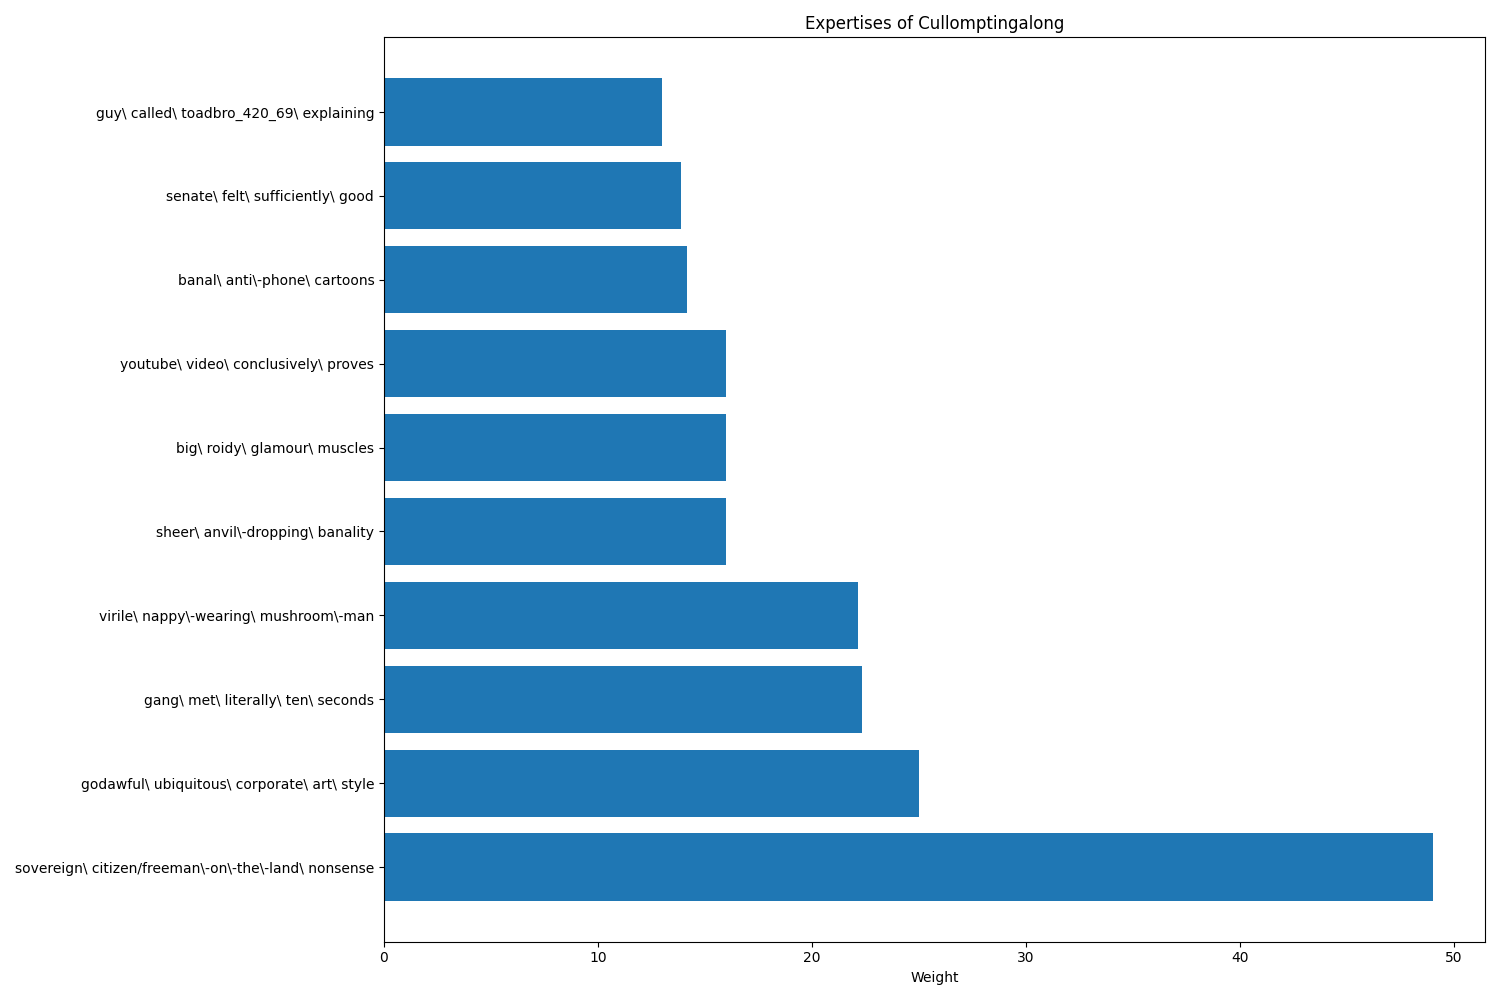 Expertises of Cullomptingalong
guy\ called\ toadbro_420_69\ explaining
senate\ felt\ sufficiently\ good
banal\ anti\-phone\ cartoons
youtube\ video\ conclusively\ proves
big\ roidy\ glamour\ muscles
sheer\ anvil\-dropping\ banality
virile\ nappy\-wearing\ mushroom\-man
gang\ met\ literally\ ten\ seconds
godawful\ ubiquitous\ corporate\ art\ style
sovereign\ citizen/freeman\-on\-the\-land\ nonsense
0 10 20 30 40 50
Weight